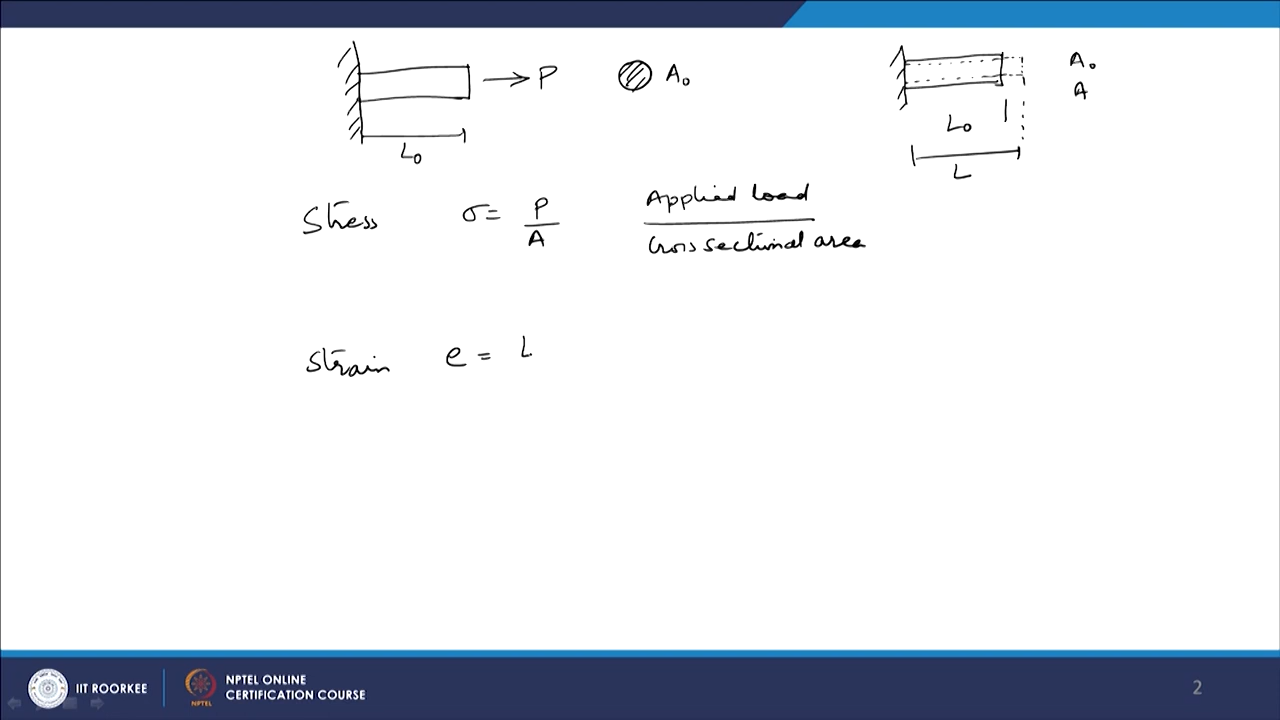 P
A₀
A₀
A
L₀
L₀
L
Stress σ = P/A Applied load / Cross sectional area
Strain e = L
IIT ROORKEE
NPTEL ONLINE
CERTIFICATION COURSE
NPTEL
2